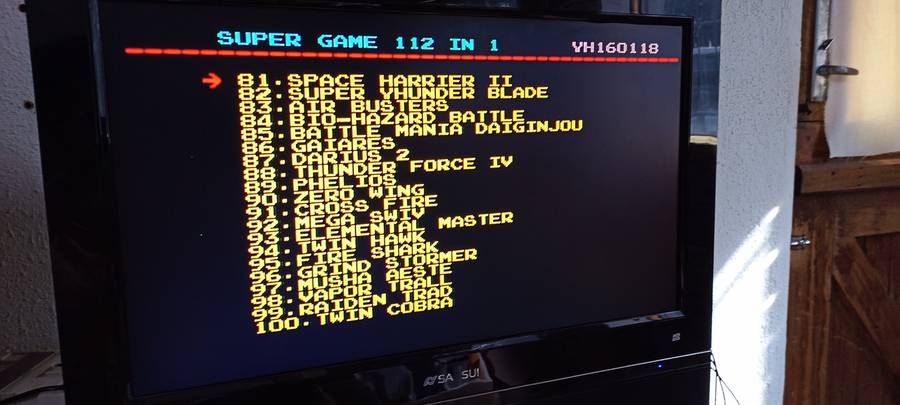 SUPER GAME 112 IN 1
YH160118
81.SPACE HARRIER II
82.SUPER YHUNDER BLADE
83.AIR BUSTERS
84.BIO-HAZARD BATTLE
85.BATTLE MANIA DAIGINJOU
86.GAIARES
87.DARIUS 2
88.THUNDER FORCE IV
89.PHELIOS
90.ZERO WING
91.CROSS FIRE
92.MEGA SWIV
93.ELEMENTAL MASTER
94.TWIN HAWK
95.FIRE SHARK
96.GRIND STORMER
97.MUSHA AESTE
98.VAPOR TRALL
99.RAIDEN TRAD
100.TWIN COBRA